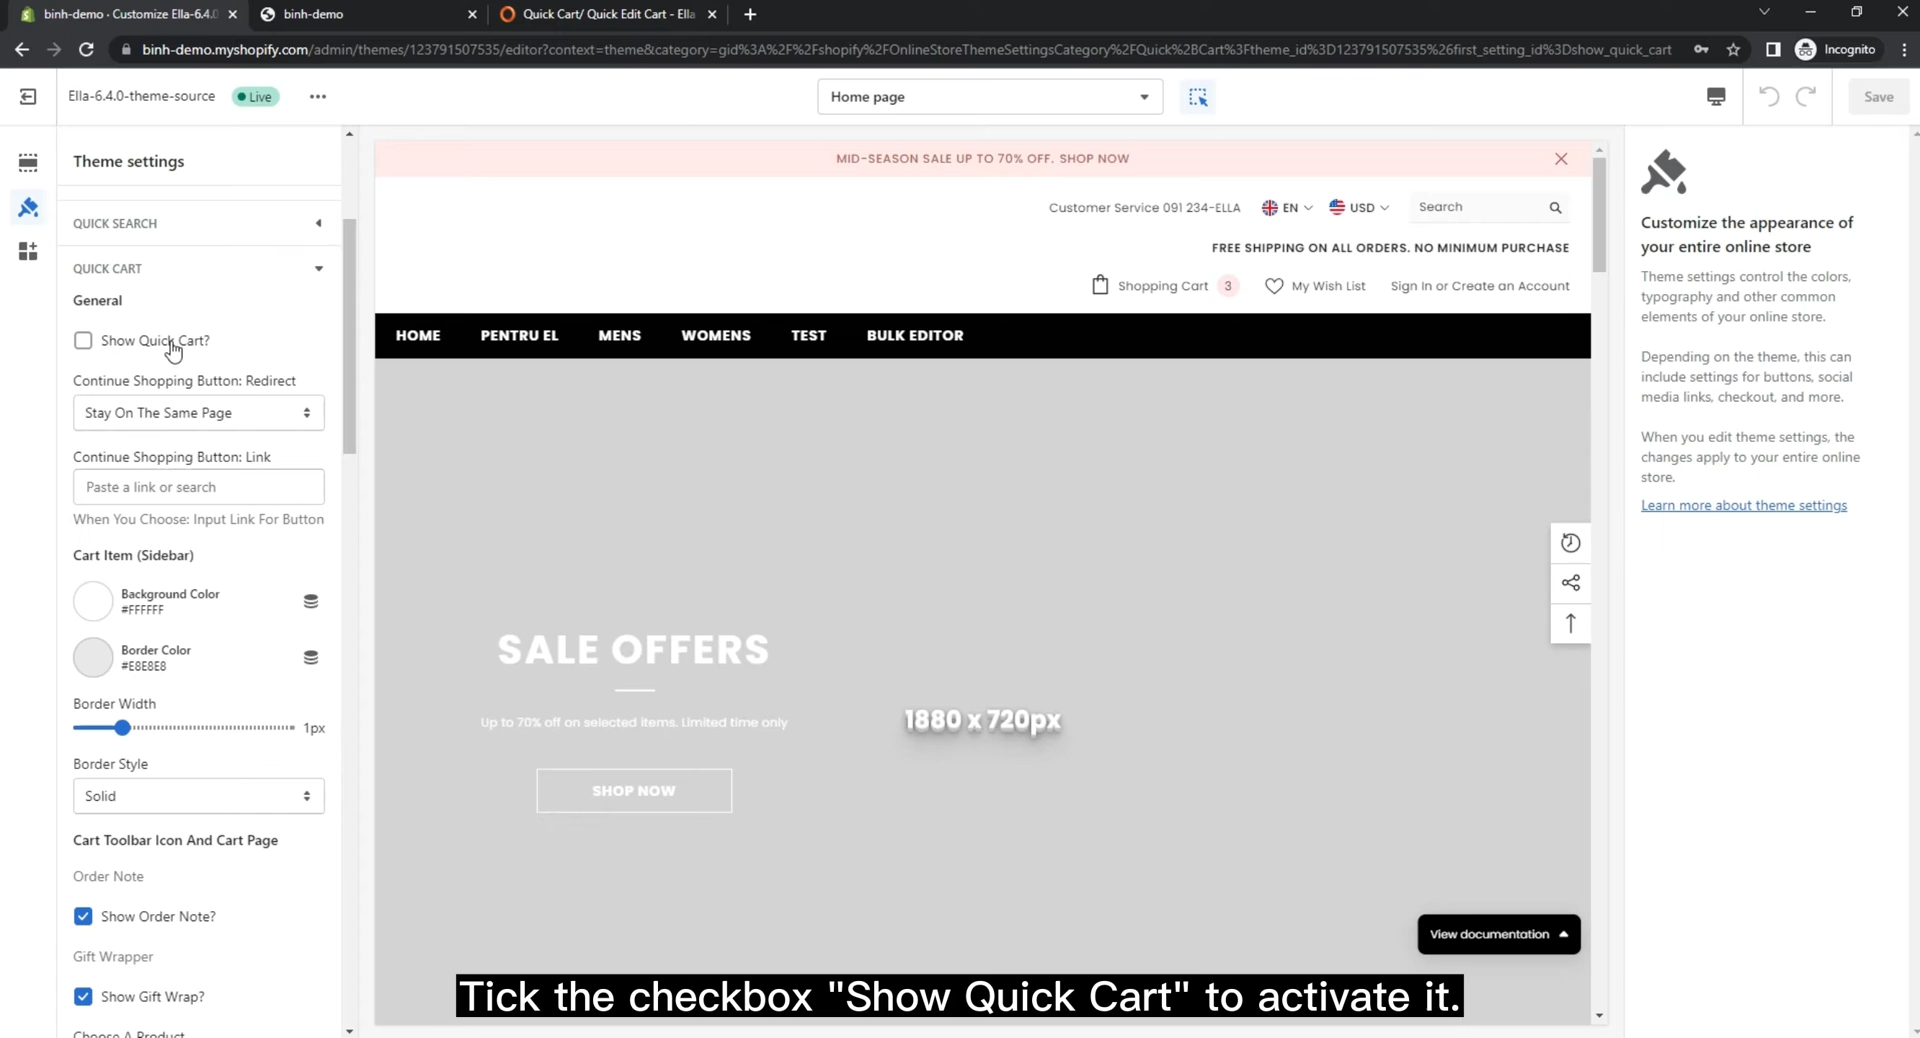 binh-demo · Customize Ella-6.4.0
binh-demo
Quick Cart/ Quick Edit Cart - Ella
binh-demo.myshopify.com/admin/themes/123791507535/editor?context=theme&category=gid%3A%2F%2Fshopify%2FOnlineStoreThemeSettingsCategory%2FQuick%2BCart%3Ftheme_id%3D123791507535%26first_setting_id%3Dshow_quick_cart
Incognito
Ella-6.4.0-theme-source
Live
Home page
Save
Theme settings
QUICK SEARCH
QUICK CART
General
Show Quick Cart?
Continue Shopping Button: Redirect
Stay On The Same Page
Continue Shopping Button: Link
Paste a link or search
When You Choose: Input Link For Button
Cart Item (Sidebar)
Background Color
#FFFFFF
Border Color
#E8E8E8
Border Width
1px
Border Style
Solid
Cart Toolbar Icon And Cart Page
Order Note
Show Order Note?
Gift Wrapper
Show Gift Wrap?
Choose A Product
MID-SEASON SALE UP TO 70% OFF. SHOP NOW
Customer Service 091 234-ELLA
EN
USD
Search
FREE SHIPPING ON ALL ORDERS. NO MINIMUM PURCHASE
Shopping Cart 3
My Wish List
Sign In or Create an Account
HOME PENTRU EL MENS WOMENS TEST BULK EDITOR
SALE OFFERS
Up to 70% off on selected items. Limited time only
SHOP NOW
1880 x 720px
View documentation
Customize the appearance of
your entire online store
Theme settings control the colors,
typography and other common
elements of your online store.
Depending on the theme, this can
include settings for buttons, social
media links, checkout, and more.
When you edit theme settings, the
changes apply to your entire online
store.
Learn more about theme settings
Tick the checkbox "Show Quick Cart" to activate it.